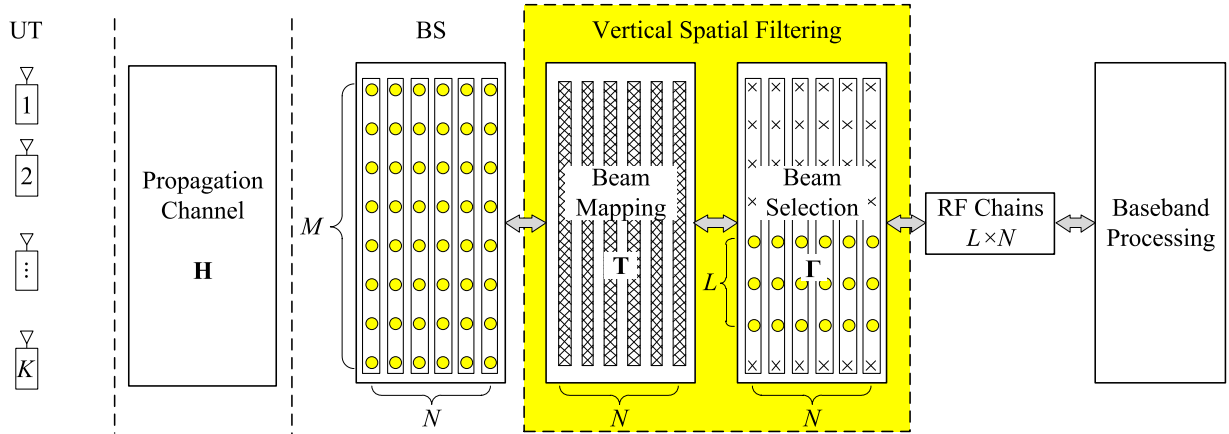 UT
BS
Vertical Spatial Filtering
1
2
⋮
K
Propagation
Channel
H
M
N
Beam
Mapping
T
N
Beam
Selection
Γ
L
N
RF Chains
L×N
Baseband
Processing